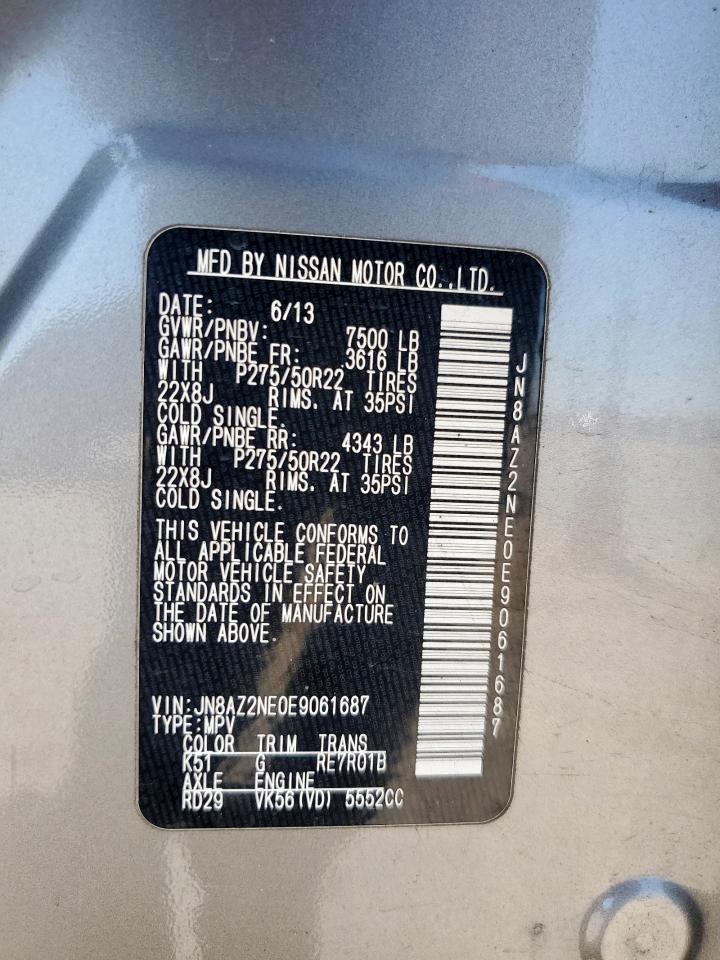 MFD BY NISSAN MOTOR CO.,LTD.
DATE: 6/13
GVWR/PNBV: 7500 LB
GAWR/PNBE FR: 3616 LB
WITH P275/50R22 TIRES
22X8J RIMS. AT 35PSI
COLD SINGLE.
GAWR/PNBE RR: 4343 LB
WITH P275/50R22 TIRES
22X8J RIMS. AT 35PSI
COLD SINGLE.
THIS VEHICLE CONFORMS TO
ALL APPLICABLE FEDERAL
MOTOR VEHICLE SAFETY
STANDARDS IN EFFECT ON
THE DATE OF MANUFACTURE
SHOWN ABOVE.
VIN:JN8AZ2NE0E9061687
TYPE:MPV
COLOR TRIM TRANS
K51 G RE7R01B
AXLE ENGINE
RD29 VK56(VD) 5552CC
JN8AZ2NE0E9061687